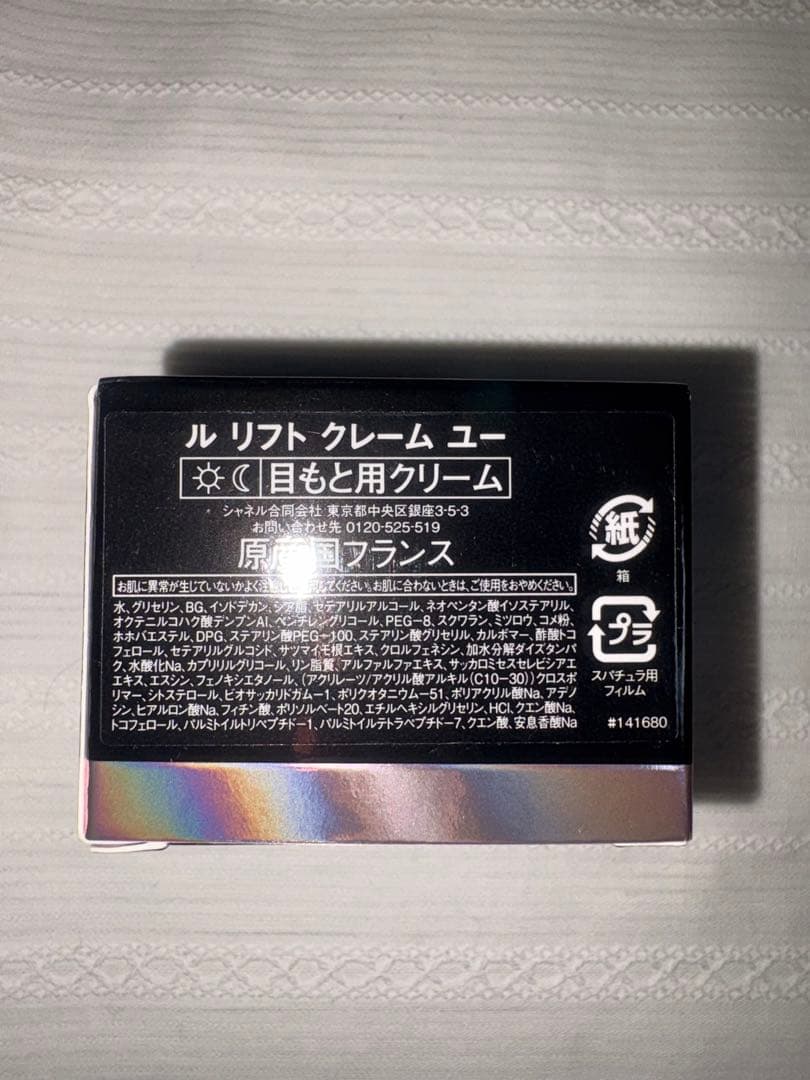 ル リフト クレーム ユー
目もと用クリーム
シャネル合同会社 東京都中央区銀座3-5-3
お問い合わせ先 0120-525-519
原産国フランス
お肌に異常が生じていないかよく注意して使用してください。お肌に合わないときは、ご使用をおやめください。
水、グリセリン、BG、イソドデカン、シア脂、セテアリルアルコール、ネオペンタン酸イソステアリル、
オクテニルコハク酸デンプンAl、ペンチレングリコール、PEG-8、スクワラン、ミツロウ、コメ粉、
ホホバエステル、DPG、ステアリン酸PEG-100、ステアリン酸グリセリル、カルボマー、酢酸トコ
フェロール、セテアリルグルコシド、サツマイモ根エキス、クロルフェネシン、加水分解ダイズタンパ
ク、水酸化Na、カプリリルグリコール、リン脂質、アルファルファエキス、サッカロミセスセレビシアエ
エキス、エスシン、フェノキシエタノール、（アクリレーツ/アクリル酸アルキル（C10-30））クロスポ
リマー、シトステロール、ビオサッカリドガム-1、ポリクオタニウム-51、ポリアクリル酸Na、アデノ
シン、ヒアルロン酸Na、フィチン酸、ポリソルベート20、エチルヘキシルグリセリン、HCl、クエン酸Na、
トコフェロール、パルミトイルトリペプチド-1、パルミトイルテトラペプチド-7、クエン酸、安息香酸Na
紙
箱
プラ
スパチュラ用
フィルム
#141680